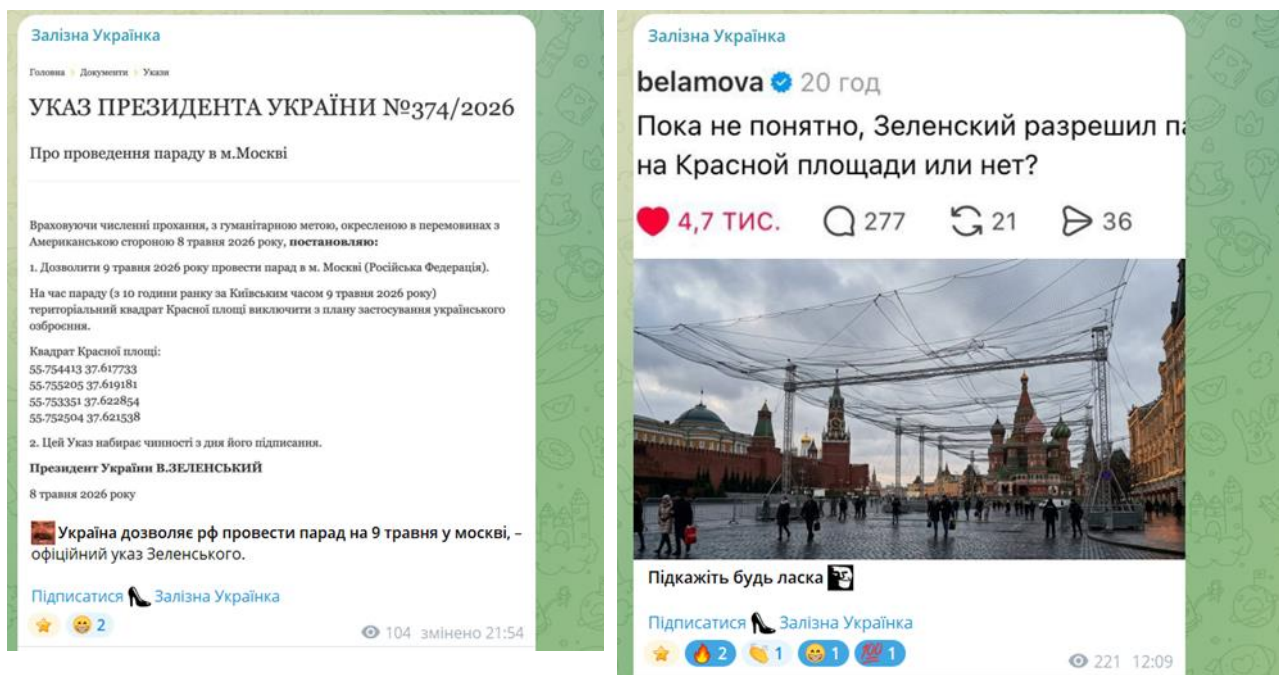 Залізна Українка
Головна Документи Укази
УКАЗ ПРЕЗИДЕНТА УКРАЇНИ №374/2026
Про проведення параду в м.Москві
Враховуючи численні прохання, з гуманітарною метою, окресленою в перемовинах з
Американською стороною 8 травня 2026 року, постановляю:
1. Дозволити 9 травня 2026 року провести парад в м. Москві (Російська Федерація).
На час параду (з 10 години ранку за Київським часом 9 травня 2026 року)
територіальний квадрат Красної площі виключити з плану застосування українського
озброєння.
Квадрат Красної площі:
55.754413 37.617733
55.755205 37.619181
55.753351 37.622854
55.752504 37.621538
2. Цей Указ набирає чинності з дня його підписання.
Президент України В.ЗЕЛЕНСЬКИЙ
8 травня 2026 року
Україна дозволяє рф провести парад на 9 травня у москві, –
офіційний указ Зеленського.
Підписатися Залізна Українка
2
104 змінено 21:54
Залізна Українка
belamova 20 год
Пока не понятно, Зеленский разрешил па
на Красной площади или нет?
4,7 тис. 277 21 36
Підкажіть будь ласка
Підписатися Залізна Українка
2 1 1 100 1
221 12:09